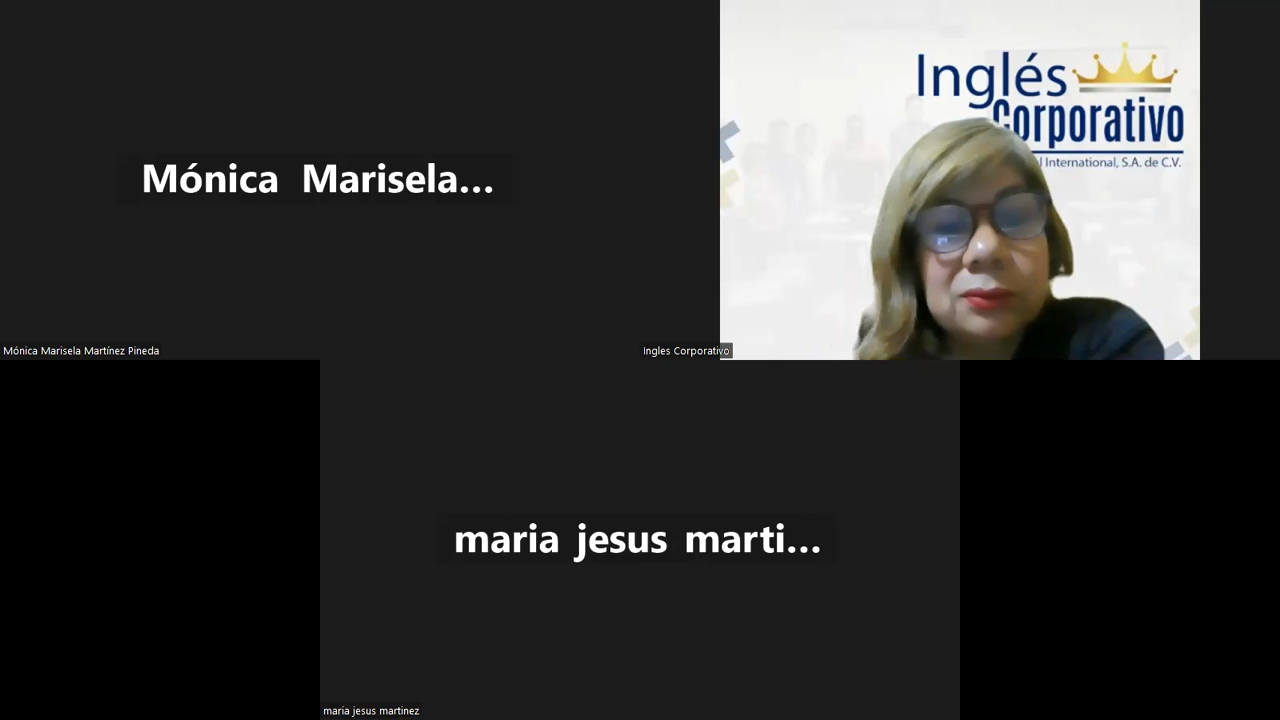 Mónica Marisela...
Mónica Marisela Martínez Pineda
Inglés
Corporativo
l International, S.A. de C.V.
Ingles Corporativo
maria jesus marti...
maria jesus martinez